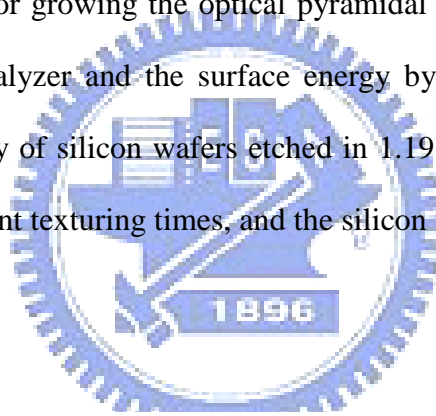 or growing the optical pyramidal
alyzer and the surface energy by
y of silicon wafers etched in 1.19
nt texturing times, and the silicon
1896